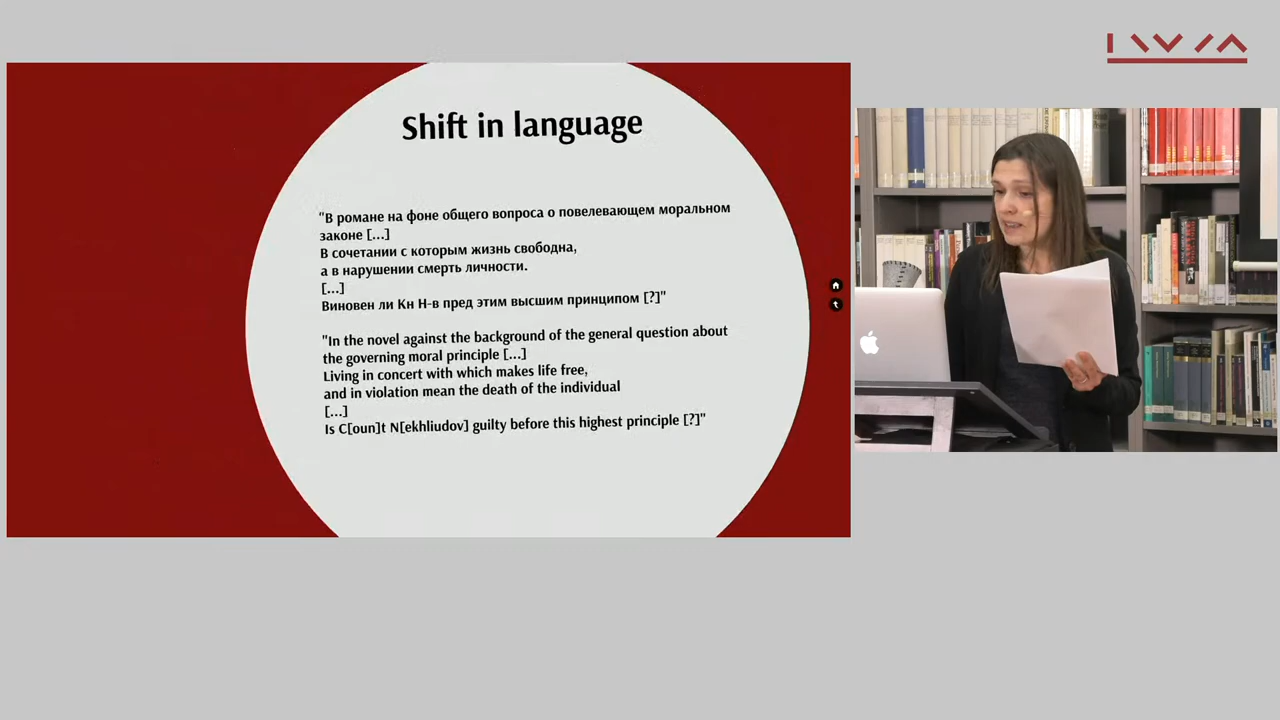 Shift in language
"В романе на фоне общего вопроса о повелевающем моральном
законе [...]
В сочетании с которым жизнь свободна,
а в нарушении смерть личности.
[...]
Виновен ли Кн Н-в пред этим высшим принципом [?]"
"In the novel against the background of the general question about
the governing moral principle [...]
Living in concert with which makes life free,
and in violation mean the death of the individual
[...]
Is C[oun]t N[ekhliudov] guilty before this highest principle [?]"